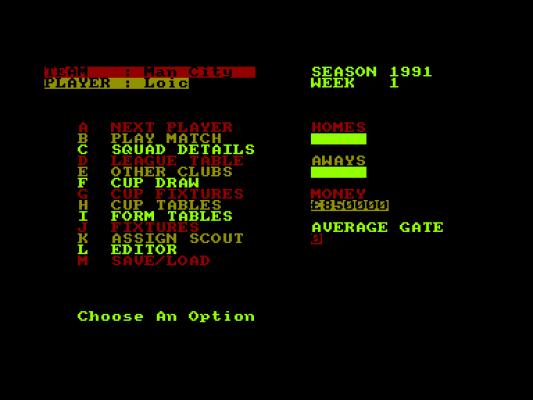 TEAM : Man City
PLAYER : Loic
SEASON 1991
WEEK 1
A NEXT PLAYER
B PLAY MATCH
C SQUAD DETAILS
D LEAGUE TABLE
E OTHER CLUBS
F CUP DRAW
G CUP FIXTURES
H CUP TABLES
I FORM TABLES
J FIXTURES
K ASSIGN SCOUT
L EDITOR
M SAVE/LOAD
HOMES
AWAYS
MONEY
£850000
AVERAGE GATE
0
Choose An Option